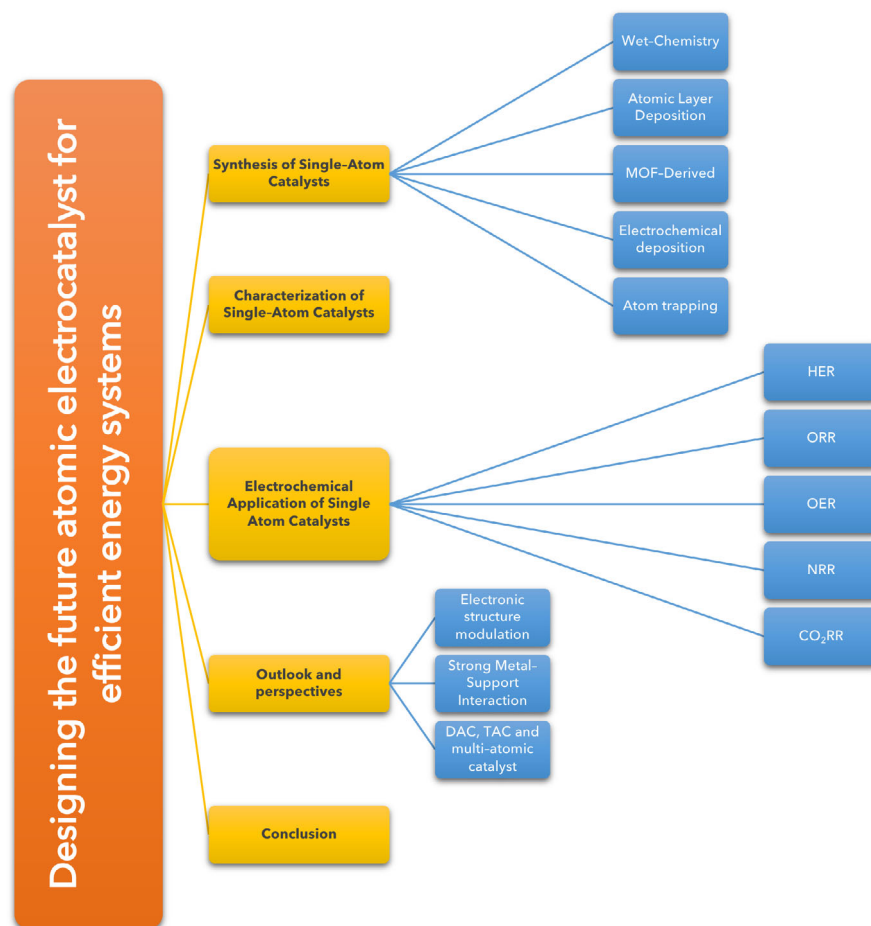 Designing the future atomic electrocatalyst for
efficient energy systems
Synthesis of Single–Atom
Catalysts
Wet–Chemistry
Atomic Layer
Deposition
MOF–Derived
Electrochemical
deposition
Atom trapping
Characterization of
Single–Atom Catalysts
Electrochemical
Application of Single
Atom Catalysts
HER
ORR
OER
NRR
CO₂RR
Outlook and
perspectives
Electronic
structure
modulation
Strong Metal–
Support
Interaction
DAC, TAC and
multi–atomic
catalyst
Conclusion